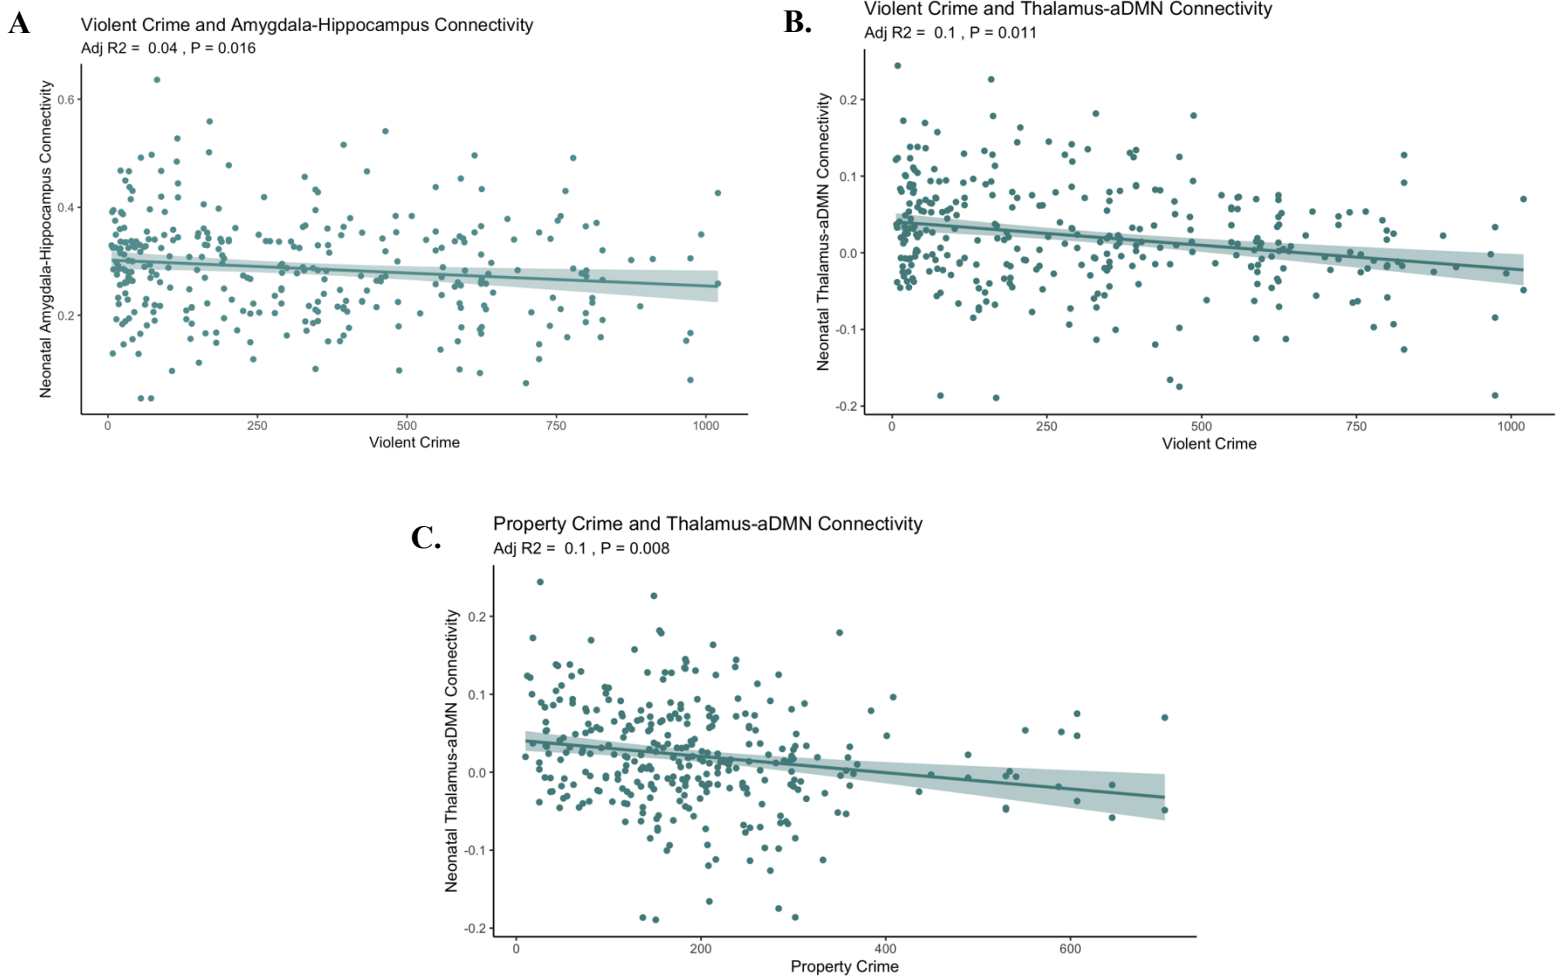 A
Violent Crime and Amygdala-Hippocampus Connectivity
Adj R2 = 0.04 , P = 0.016
Neonatal Amygdala-Hippocampus Connectivity
0.6
0.4
0.2
0
250
500
750
1000
Violent Crime
B.
Violent Crime and Thalamus-aDMN Connectivity
Adj R2 = 0.1 , P = 0.011
Neonatal Thalamus-aDMN Connectivity
0.2
0.1
0.0
-0.1
-0.2
0
250
500
750
1000
Violent Crime
C.
Property Crime and Thalamus-aDMN Connectivity
Adj R2 = 0.1 , P = 0.008
Neonatal Thalamus-aDMN Connectivity
0.2
0.1
0.0
-0.1
-0.2
0
200
400
600
Property Crime